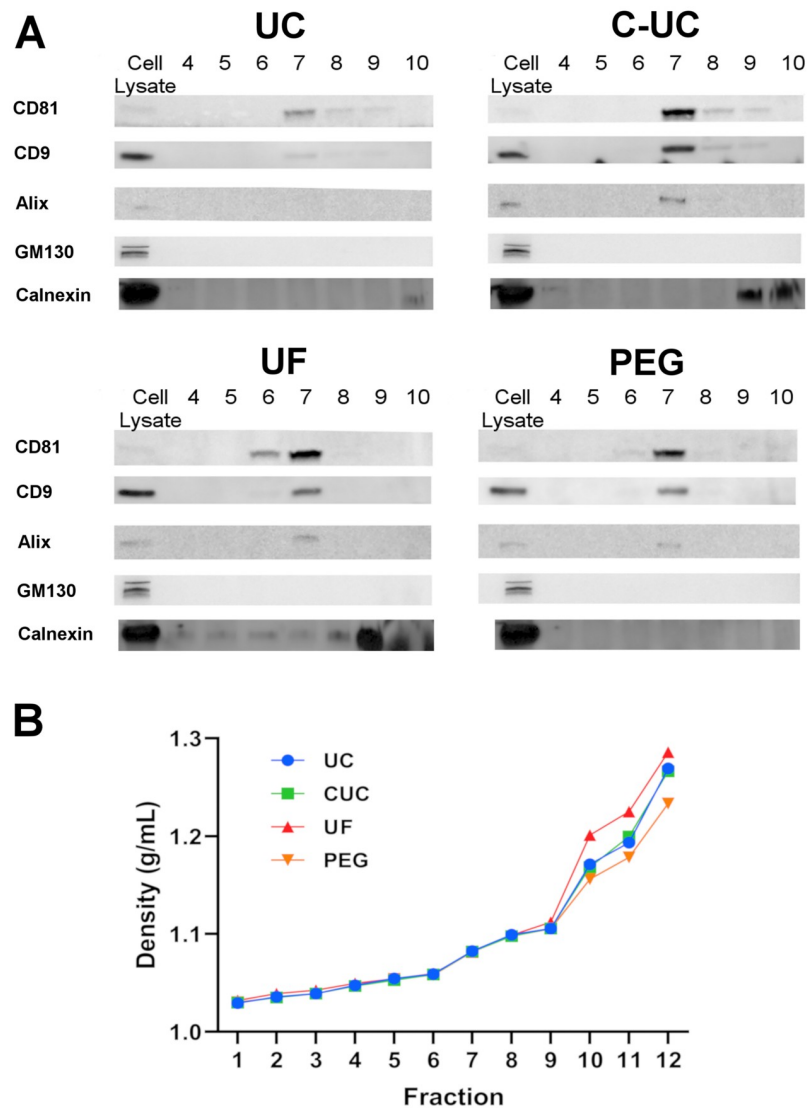 A
UC
C-UC
Cell 4 5 6 7 8 9 10
Lysate
Cell 4 5 6 7 8 9 10
Lysate
CD81
CD9
Alix
GM130
Calnexin
UF
PEG
Cell 4 5 6 7 8 9 10
Lysate
Cell 4 5 6 7 8 9 10
Lysate
CD81
CD9
Alix
GM130
Calnexin
B
Density (g/mL)
1.3
1.2
1.1
1.0
UC
CUC
UF
PEG
1 2 3 4 5 6 7 8 9 10 11 12
Fraction